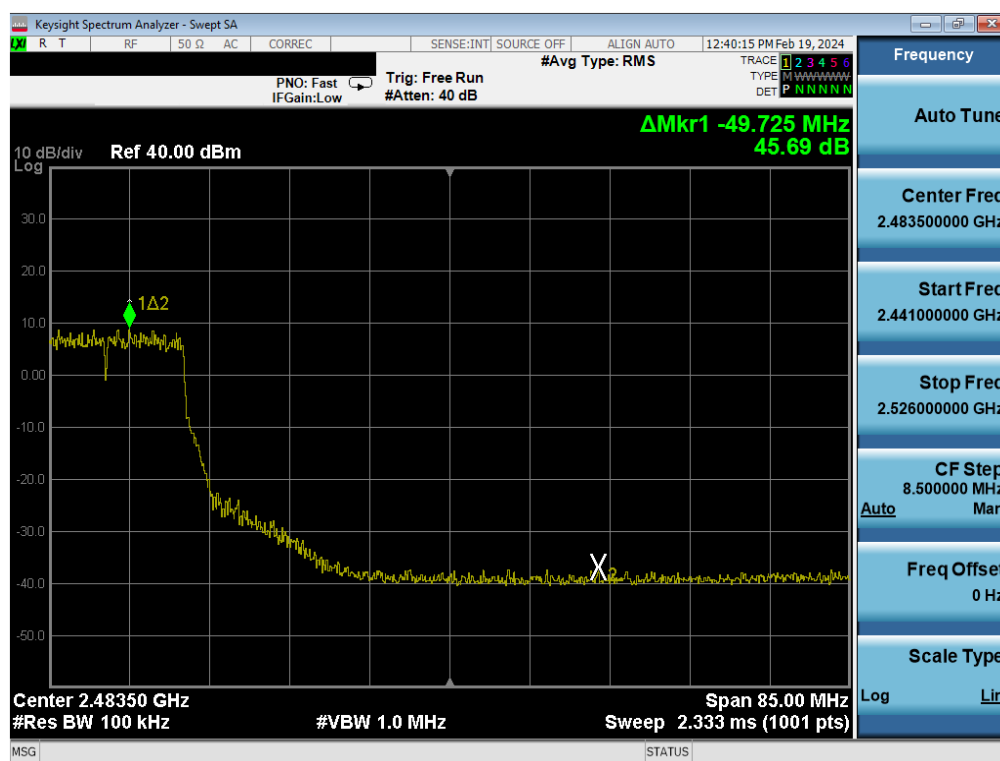 Keysight Spectrum Analyzer - Swept SA
LXI R T RF 50 Ω AC CORREC SENSE:INT SOURCE OFF ALIGN AUTO 12:40:15 PM Feb 19, 2024
PNO: Fast
IFGain:Low
Trig: Free Run
#Atten: 40 dB
#Avg Type: RMS
TRACE 1 2 3 4 5 6
TYPE M WWWWW
DET P N N N N N
ΔMkr1 -49.725 MHz
45.69 dB
10 dB/div Ref 40.00 dBm
Log
30.0
20.0
10.0
0.00
-10.0
-20.0
-30.0
-40.0
-50.0
1Δ2
X2
Center 2.48350 GHz Span 85.00 MHz
#Res BW 100 kHz #VBW 1.0 MHz Sweep 2.333 ms (1001 pts)
MSG STATUS
Frequency
Auto Tune
Center Freq
2.483500000 GHz
Start Freq
2.441000000 GHz
Stop Freq
2.526000000 GHz
CF Step
8.500000 MHz
Auto Man
Freq Offset
0 Hz
Scale Type
Log Lin